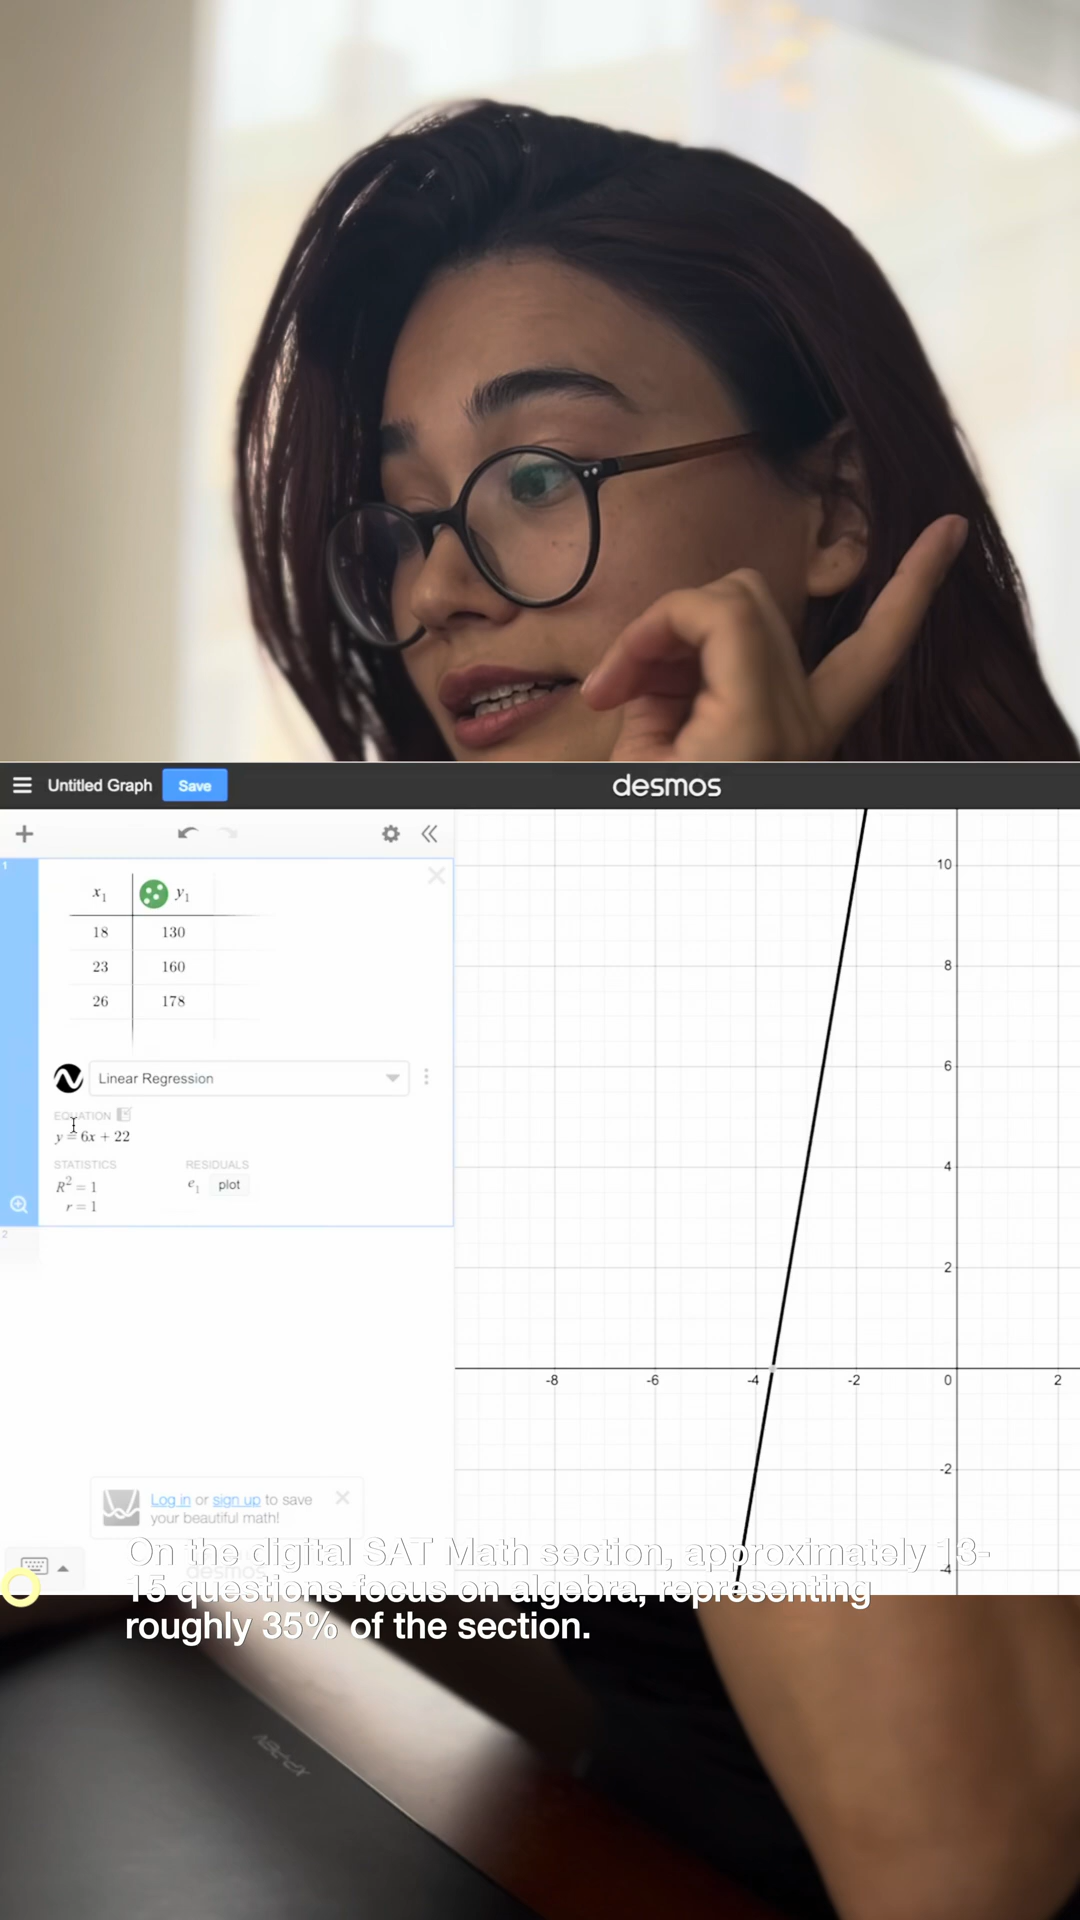 Untitled Graph Save desmos
1
x₁ y₁
18 130
23 160
26 178
Linear Regression
EQUATION
y = 6x + 22
STATISTICS RESIDUALS
R² = 1 e₁ plot
r = 1
2
10
8
6
4
2
-8 -6 -4 -2 0 2
-2
-4
Log in or sign up to save
your beautiful math!
desmos
On the digital SAT Math section, approximately 13-
15 questions focus on algebra, representing
roughly 35% of the section.